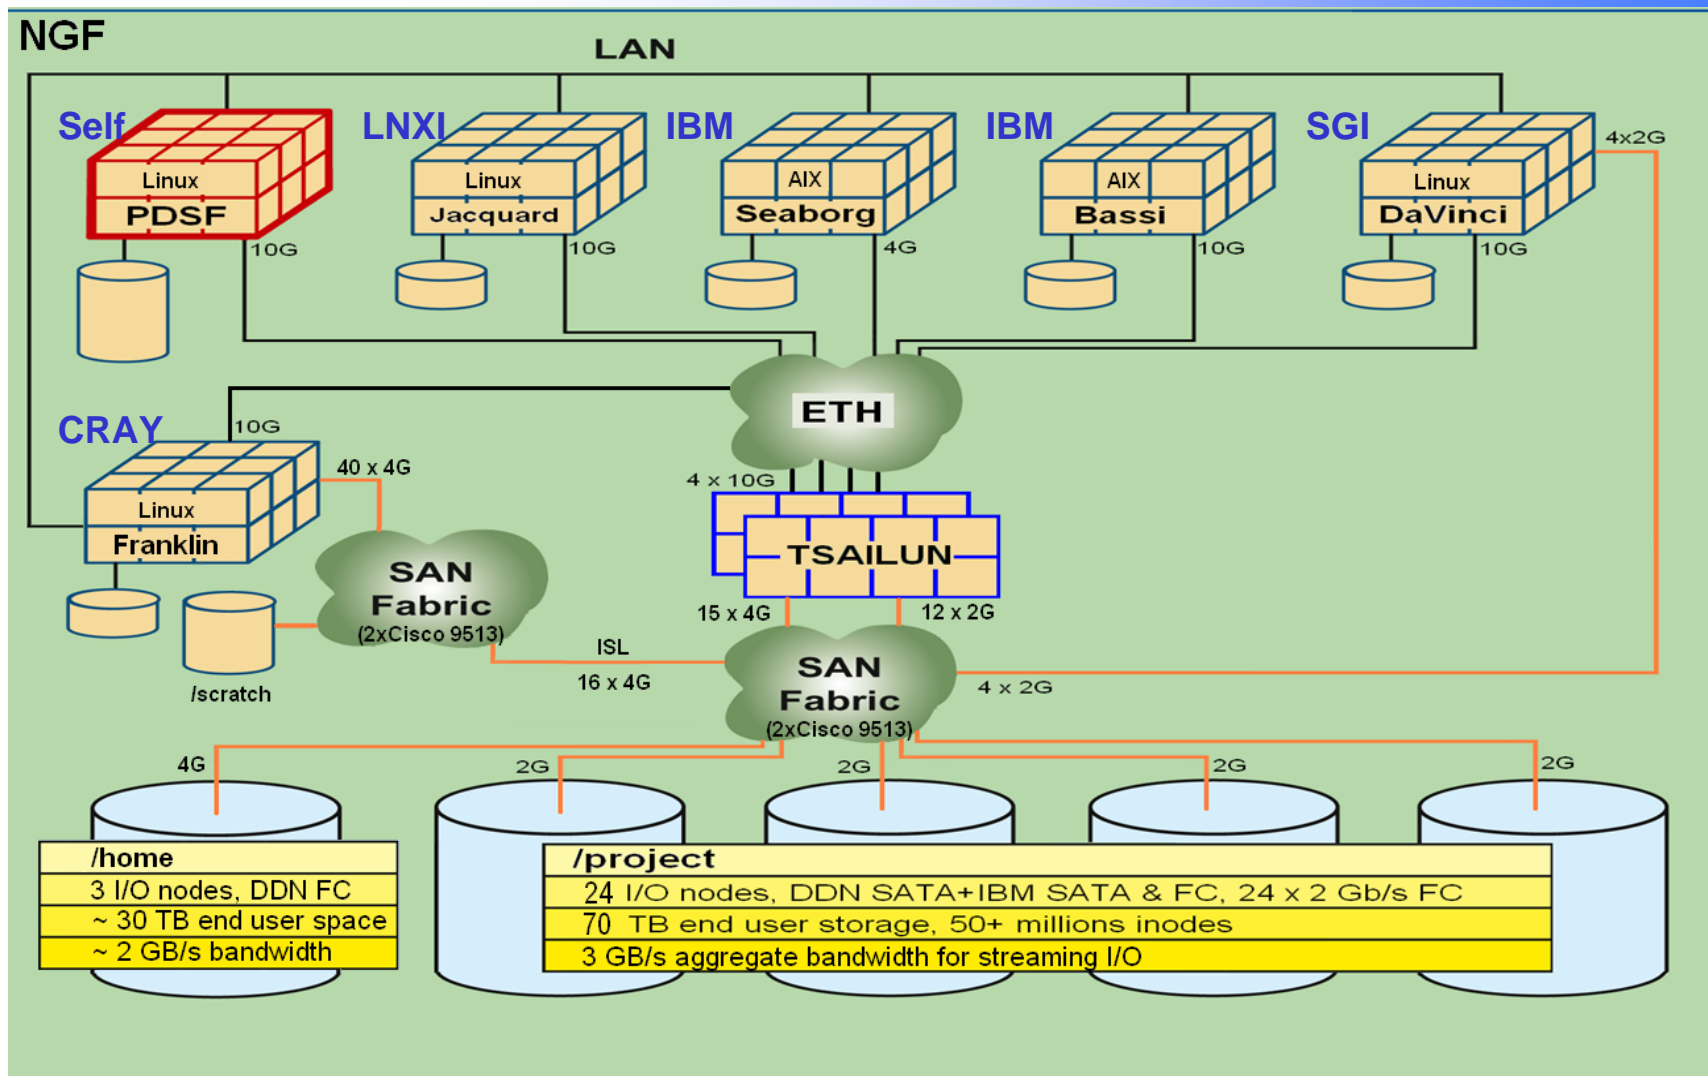 NGF
LAN
Self
LNXI
IBM
IBM
SGI
4x2G
Linux
PDSF
Linux
Jacquard
AIX
Seaborg
AIX
Bassi
Linux
DaVinci
10G
10G
4G
10G
10G
ETH
CRAY
10G
40 x 4G
4 x 10G
Linux
Franklin
SAN
Fabric
(2xCisco 9513)
TSAILUN
15 x 4G
12 x 2G
ISL
16 x 4G
/scratch
SAN
Fabric
(2xCisco 9513)
4 x 2G
4G
2G
2G
2G
2G
/home
3 I/O nodes, DDN FC
~ 30 TB end user space
~ 2 GB/s bandwidth
/project
24 I/O nodes, DDN SATA+IBM SATA & FC, 24 x 2 Gb/s FC
70 TB end user storage, 50+ millions inodes
3 GB/s aggregate bandwidth for streaming I/O